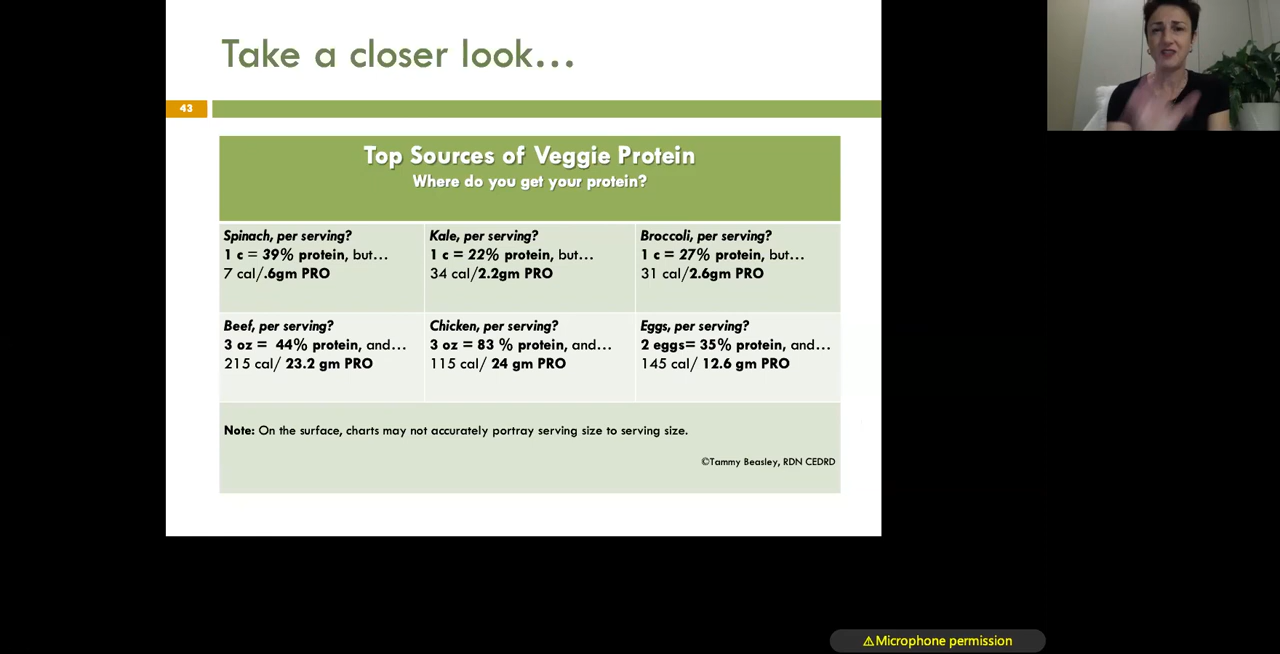 Take a closer look...
43
Top Sources of Veggie Protein
Where do you get your protein?
Spinach, per serving?
1 c = 39% protein, but...
7 cal/.6gm PRO
Kale, per serving?
1 c = 22% protein, but...
34 cal/2.2gm PRO
Broccoli, per serving?
1 c = 27% protein, but...
31 cal/2.6gm PRO
Beef, per serving?
3 oz = 44% protein, and...
215 cal/ 23.2 gm PRO
Chicken, per serving?
3 oz = 83 % protein, and...
115 cal/ 24 gm PRO
Eggs, per serving?
2 eggs= 35% protein, and...
145 cal/ 12.6 gm PRO
Note: On the surface, charts may not accurately portray serving size to serving size.
©Tammy Beasley, RDN CEDRD
⚠Microphone permission